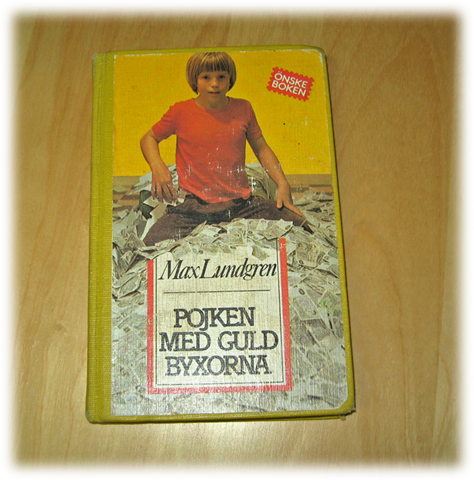 ÖNSKE
BOKEN
Max Lundgren
POJKEN
MED GULD
BYXORNA